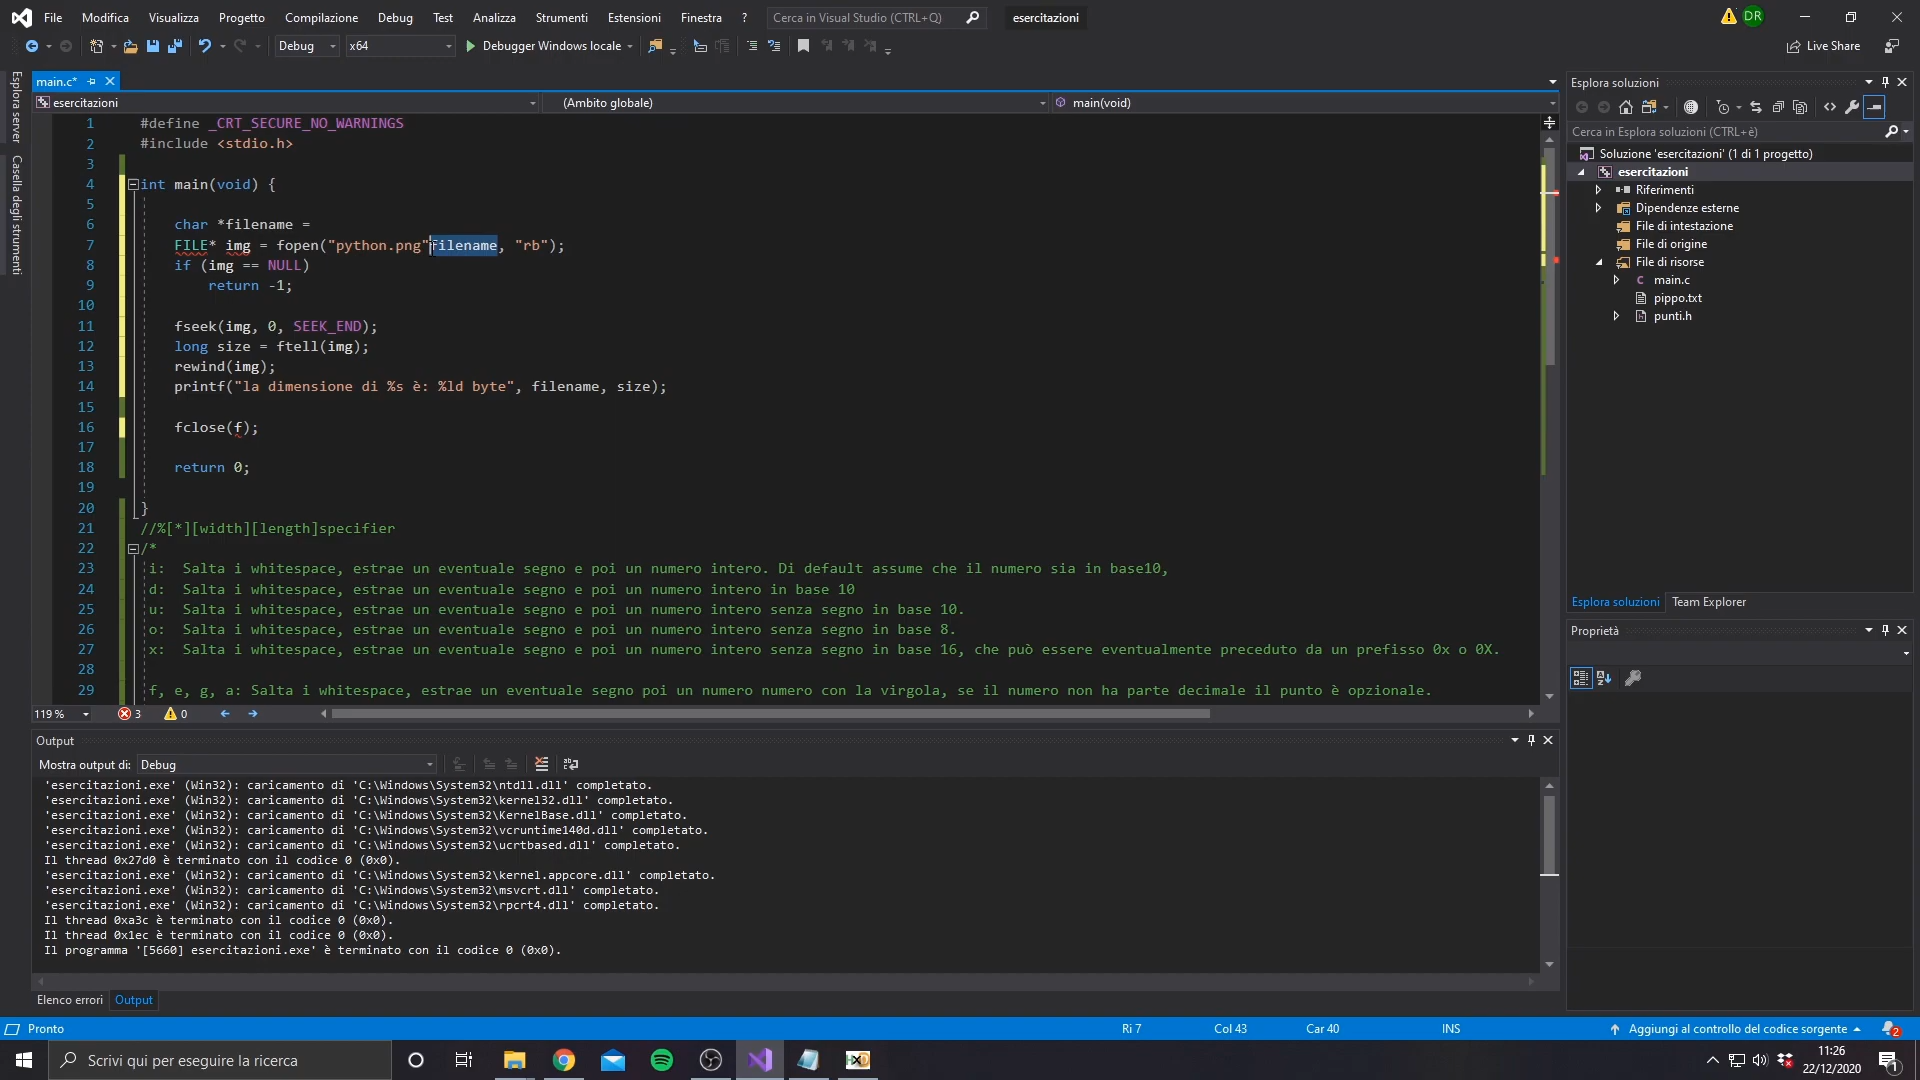 File Modifica Visualizza Progetto Compilazione Debug Test Analizza Strumenti Estensioni Finestra ? Cerca in Visual Studio (CTRL+Q) esercitazioni DR
Debug x64 Debugger Windows locale Live Share
Esplora server
Casella degli strumenti
main.c*
esercitazioni (Ambito globale) main(void)
1 #define _CRT_SECURE_NO_WARNINGS
2 #include <stdio.h>
3
4 int main(void) {
5
6 char *filename =
7 FILE* img = fopen("python.png"filename, "rb");
8 if (img == NULL)
9 return -1;
10
11 fseek(img, 0, SEEK_END);
12 long size = ftell(img);
13 rewind(img);
14 printf("la dimensione di %s è: %ld byte", filename, size);
15
16 fclose(f);
17
18 return 0;
19
20 }
21 //%[*][width][length]specifier
22 /*
23 i: Salta i whitespace, estrae un eventuale segno e poi un numero intero. Di default assume che il numero sia in base10,
24 d: Salta i whitespace, estrae un eventuale segno e poi un numero intero in base 10
25 u: Salta i whitespace, estrae un eventuale segno e poi un numero intero senza segno in base 10.
26 o: Salta i whitespace, estrae un eventuale segno e poi un numero intero senza segno in base 8.
27 x: Salta i whitespace, estrae un eventuale segno e poi un numero intero senza segno in base 16, che può essere eventualmente preceduto da un prefisso 0x o 0X.
28
29 f, e, g, a: Salta i whitespace, estrae un eventuale segno poi un numero numero con la virgola, se il numero non ha parte decimale il punto è opzionale.
119 % 3 0
Output
Mostra output di: Debug
'esercitazioni.exe' (Win32): caricamento di 'C:\Windows\System32\ntdll.dll' completato.
'esercitazioni.exe' (Win32): caricamento di 'C:\Windows\System32\kernel32.dll' completato.
'esercitazioni.exe' (Win32): caricamento di 'C:\Windows\System32\KernelBase.dll' completato.
'esercitazioni.exe' (Win32): caricamento di 'C:\Windows\System32\vcruntime140d.dll' completato.
'esercitazioni.exe' (Win32): caricamento di 'C:\Windows\System32\ucrtbased.dll' completato.
Il thread 0x27d0 è terminato con il codice 0 (0x0).
'esercitazioni.exe' (Win32): caricamento di 'C:\Windows\System32\kernel.appcore.dll' completato.
'esercitazioni.exe' (Win32): caricamento di 'C:\Windows\System32\msvcrt.dll' completato.
'esercitazioni.exe' (Win32): caricamento di 'C:\Windows\System32\rpcrt4.dll' completato.
Il thread 0xa3c è terminato con il codice 0 (0x0).
Il thread 0x1ec è terminato con il codice 0 (0x0).
Il programma '[5660] esercitazioni.exe' è terminato con il codice 0 (0x0).
Elenco errori Output
Esplora soluzioni
Cerca in Esplora soluzioni (CTRL+è)
Soluzione 'esercitazioni' (1 di 1 progetto)
esercitazioni
Riferimenti
Dipendenze esterne
File di intestazione
File di origine
File di risorse
main.c
pippo.txt
punti.h
Esplora soluzioni Team Explorer
Proprietà
Pronto Ri 7 Col 43 Car 40 INS Aggiungi al controllo del codice sorgente 2
Scrivi qui per eseguire la ricerca
11:26
22/12/2020
1